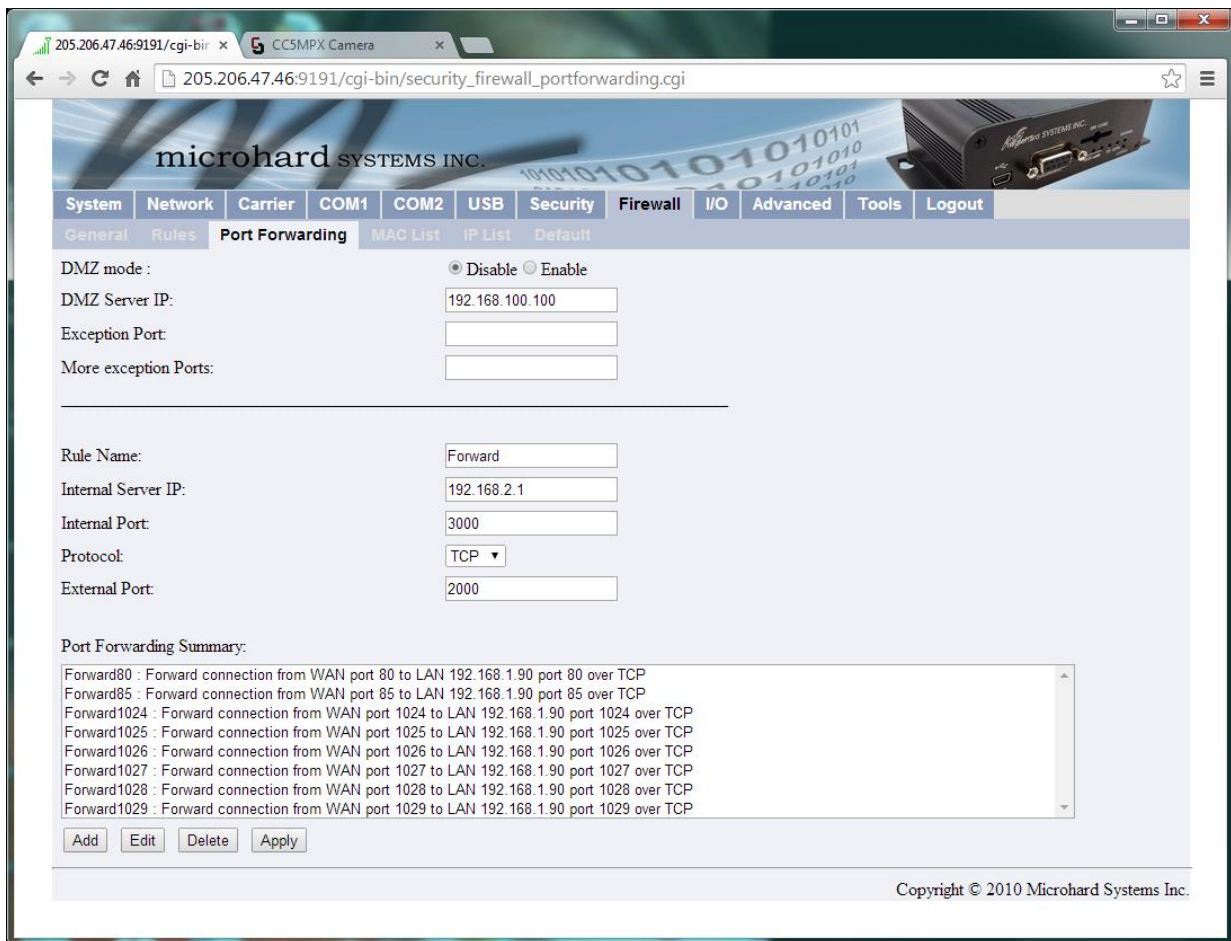 205.206.47.46:9191/cgi-bin CC5MPX Camera
205.206.47.46:9191/cgi-bin/security_firewall_portforwarding.cgi
microhard SYSTEMS INC.
System Network Carrier COM1 COM2 USB Security Firewall I/O Advanced Tools Logout
General Rules Port Forwarding MAC List IP List Default
DMZ mode : Disable Enable
DMZ Server IP: 192.168.100.100
Exception Port:
More exception Ports:
Rule Name: Forward
Internal Server IP: 192.168.2.1
Internal Port: 3000
Protocol: TCP
External Port: 2000
Port Forwarding Summary:
Forward80 : Forward connection from WAN port 80 to LAN 192.168.1.90 port 80 over TCP
Forward85 : Forward connection from WAN port 85 to LAN 192.168.1.90 port 85 over TCP
Forward1024 : Forward connection from WAN port 1024 to LAN 192.168.1.90 port 1024 over TCP
Forward1025 : Forward connection from WAN port 1025 to LAN 192.168.1.90 port 1025 over TCP
Forward1026 : Forward connection from WAN port 1026 to LAN 192.168.1.90 port 1026 over TCP
Forward1027 : Forward connection from WAN port 1027 to LAN 192.168.1.90 port 1027 over TCP
Forward1028 : Forward connection from WAN port 1028 to LAN 192.168.1.90 port 1028 over TCP
Forward1029 : Forward connection from WAN port 1029 to LAN 192.168.1.90 port 1029 over TCP
Add Edit Delete Apply
Copyright © 2010 Microhard Systems Inc.